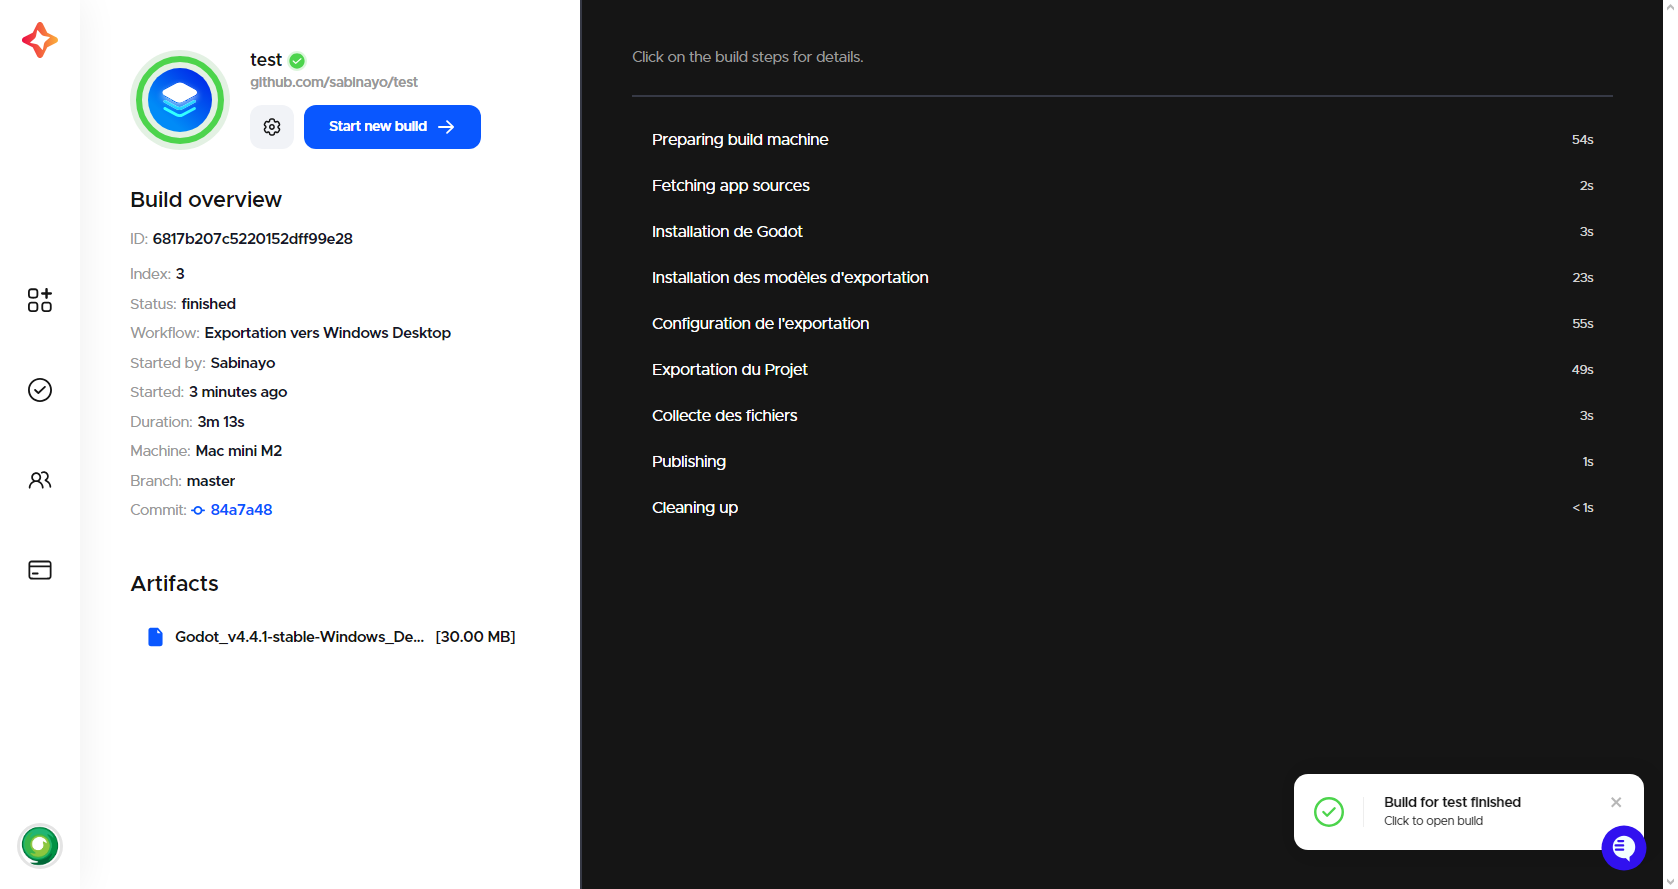 test
github.com/sabinayo/test
Start new build
Build overview
ID: 6817b207c5220152dff99e28
Index: 3
Status: finished
Workflow: Exportation vers Windows Desktop
Started by: Sabinayo
Started: 3 minutes ago
Duration: 3m 13s
Machine: Mac mini M2
Branch: master
Commit: 84a7a48
Artifacts
Godot_v4.4.1-stable-Windows_De... [30.00 MB]
Click on the build steps for details.
Preparing build machine 54s
Fetching app sources 2s
Installation de Godot 3s
Installation des modèles d'exportation 23s
Configuration de l'exportation 55s
Exportation du Projet 49s
Collecte des fichiers 3s
Publishing 1s
Cleaning up < 1s
Build for test finished
Click to open build